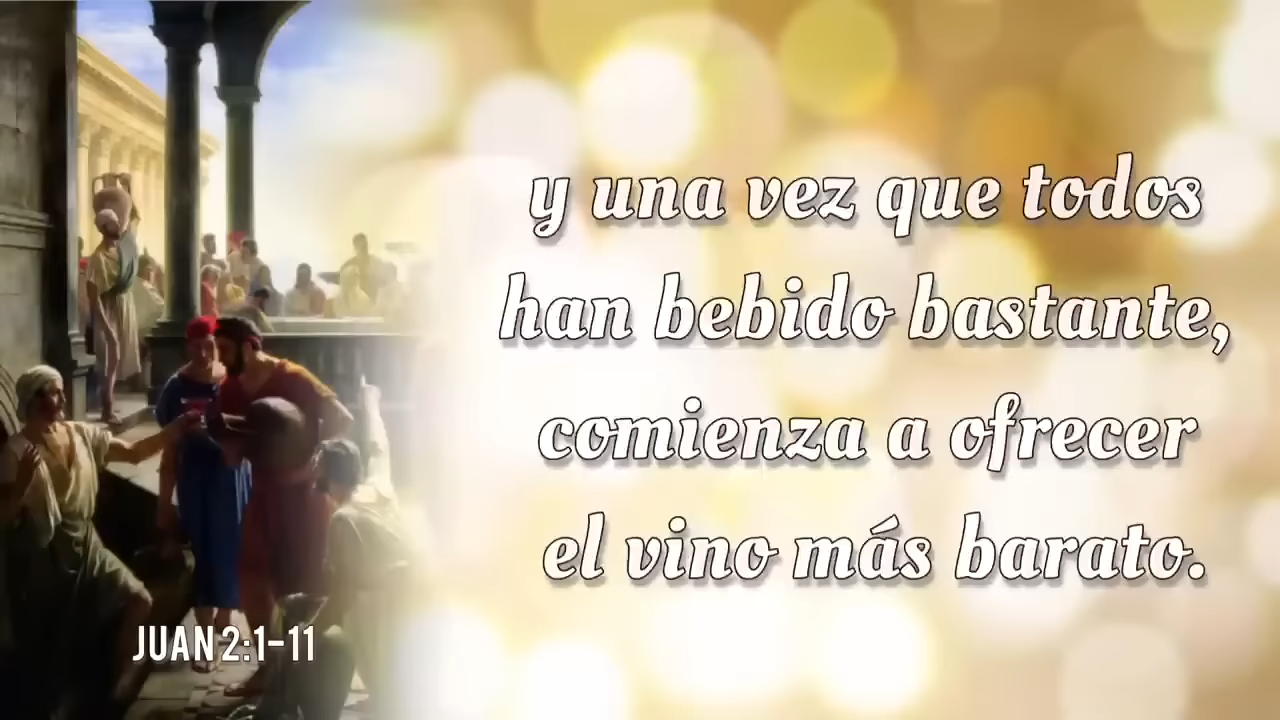 y una vez que todos
han bebido bastante,
comienza a ofrecer
el vino más barato.
JUAN 2:1-11